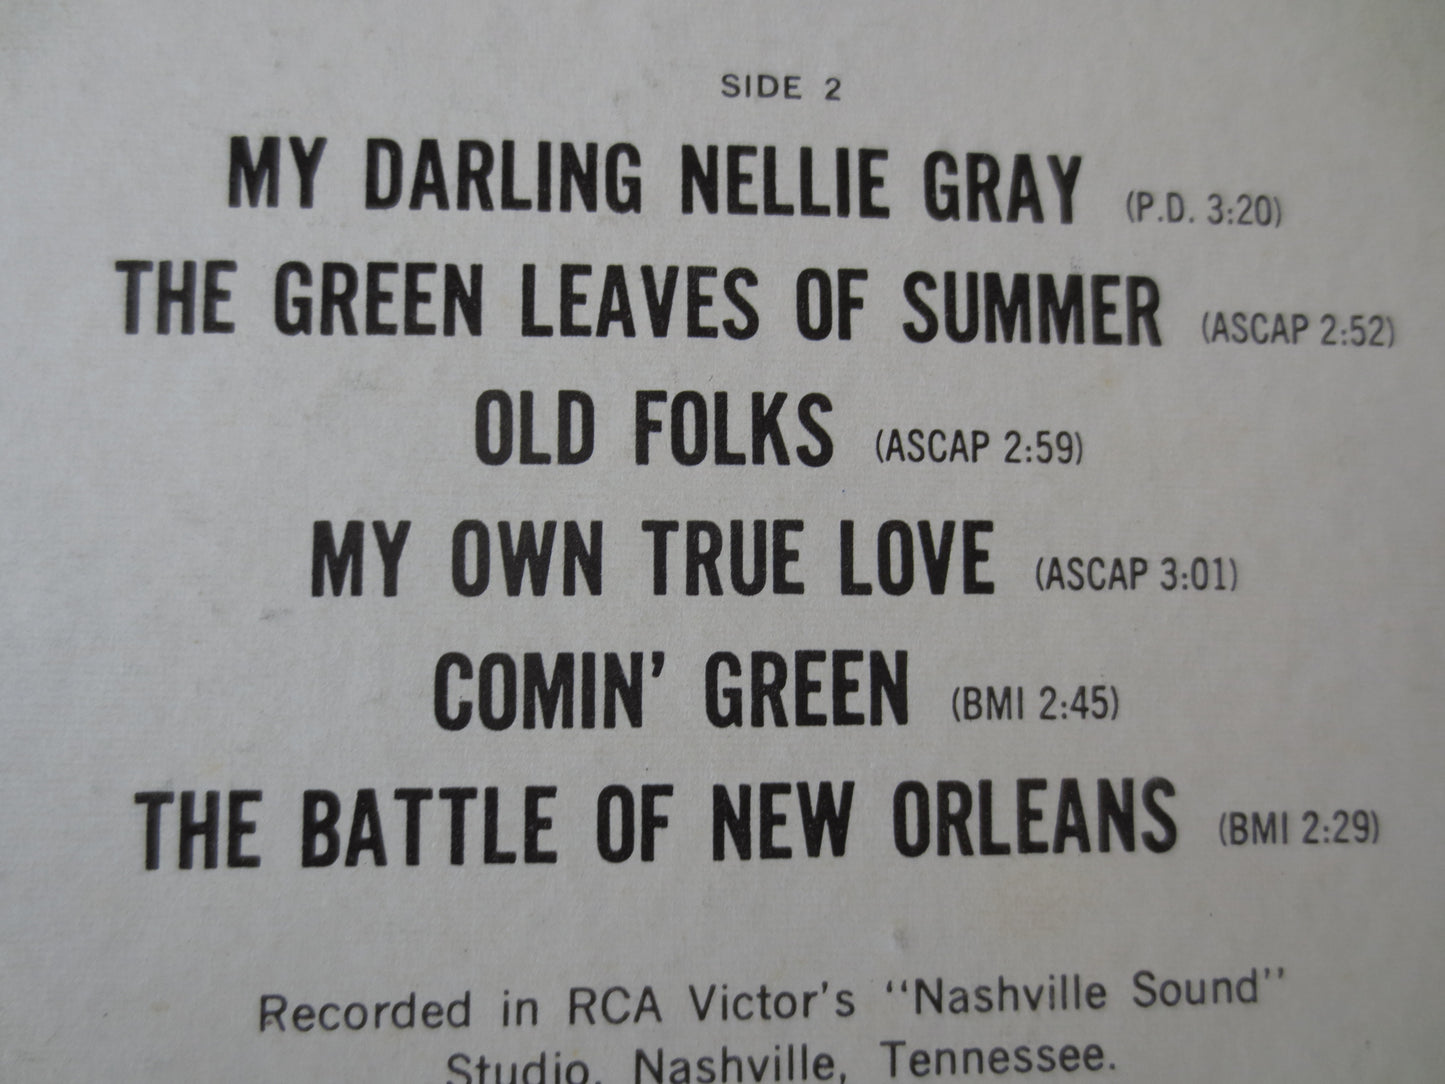 SIDE 2
MY DARLING NELLIE GRAY (P.D. 3:20)
THE GREEN LEAVES OF SUMMER (ASCAP 2:52)
OLD FOLKS (ASCAP 2:59)
MY OWN TRUE LOVE (ASCAP 3:01)
COMIN' GREEN (BMI 2:45)
THE BATTLE OF NEW ORLEANS (BMI 2:29)
Recorded in RCA Victor's "Nashville Sound"
Studio, Nashville, Tennessee.